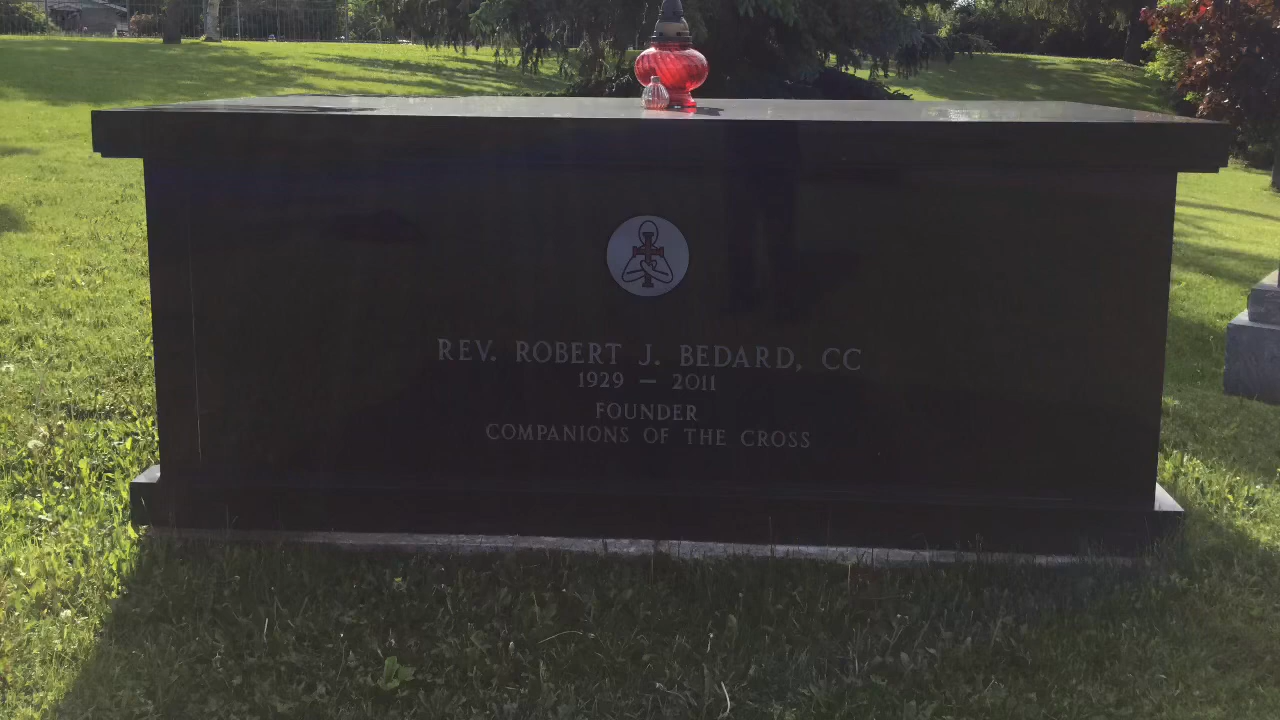 REV. ROBERT J. BEDARD, CC
1929 – 2011
FOUNDER
COMPANIONS OF THE CROSS